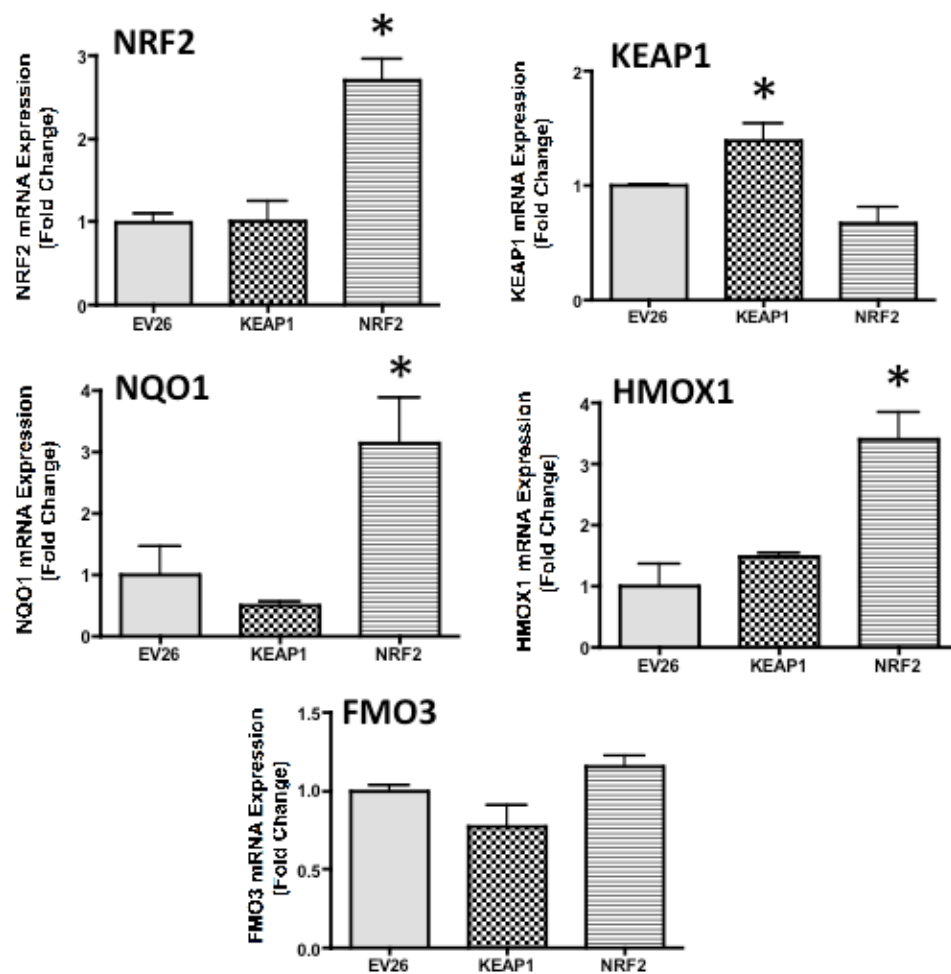 NRF2
*
NRF2 mRNA Expression
(Fold Change)
3
2
1
0
EV26 KEAP1 NRF2
KEAP1
*
KEAP1 mRNA Expression
(Fold Change)
2
1
0
EV26 KEAP1 NRF2
NQO1
*
NQO1 mRNA Expression
(Fold Change)
4
3
2
1
0
EV26 KEAP1 NRF2
HMOX1
*
HMOX1 mRNA Expression
(Fold Change)
4
3
2
1
0
EV26 KEAP1 NRF2
FMO3
FMO3 mRNA Expression
(Fold Change)
1.5
1.0
0.5
0.0
EV26 KEAP1 NRF2